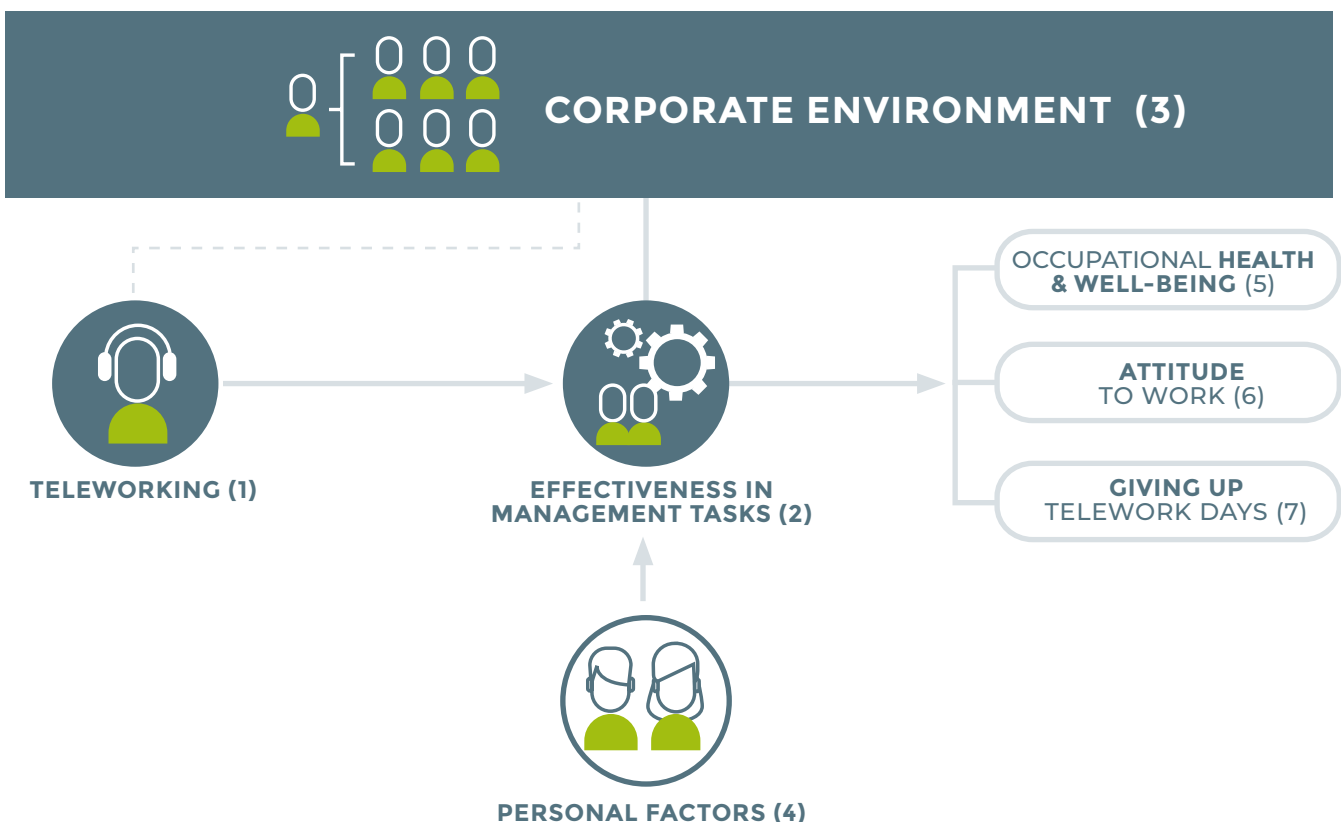 CORPORATE ENVIRONMENT (3)
OCCUPATIONAL HEALTH
& WELL-BEING (5)
ATTITUDE
TO WORK (6)
TELEWORKING (1)
EFFECTIVENESS IN
MANAGEMENT TASKS (2)
GIVING UP
TELEWORK DAYS (7)
PERSONAL FACTORS (4)